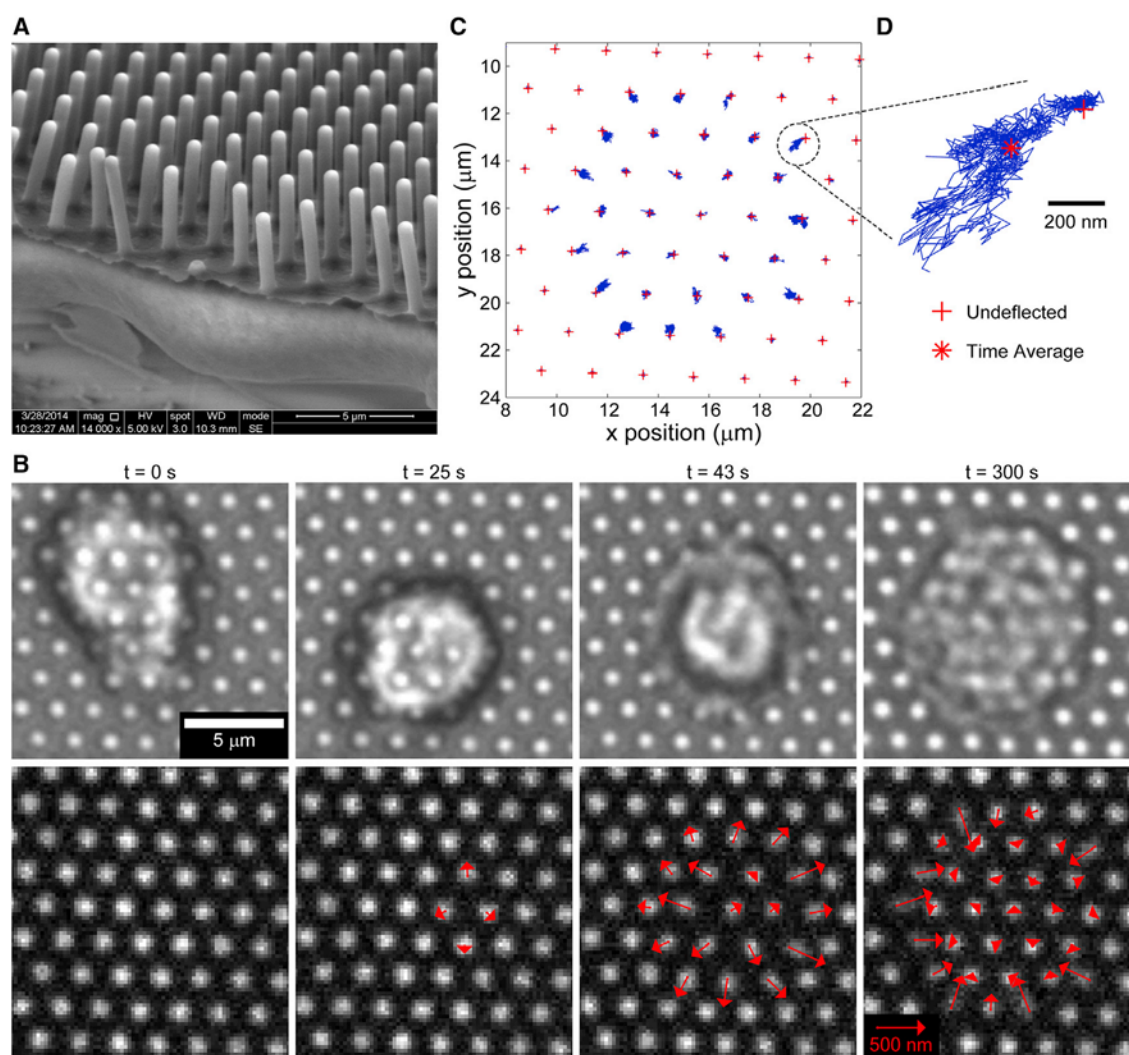 A
3/28/2014 mag HV spot WD mode 5 µm
10:23:27 AM 14 000 x 5.00 kV 3.0 10.3 mm SE
C
10
12
14
16
18
20
22
24
y position (µm)
8 10 12 14 16 18 20 22
x position (µm)
D
200 nm
Undeflected
Time Average
B
t = 0 s t = 25 s t = 43 s t = 300 s
5 µm
500 nm